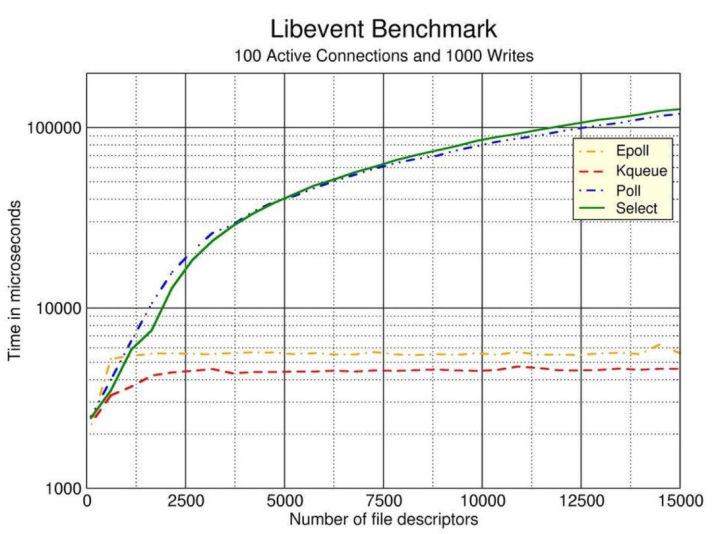 Libevent Benchmark
100 Active Connections and 1000 Writes
Time in microseconds
100000
10000
1000
Epoll
Kqueue
Poll
Select
0 2500 5000 7500 10000 12500 15000
Number of file descriptors